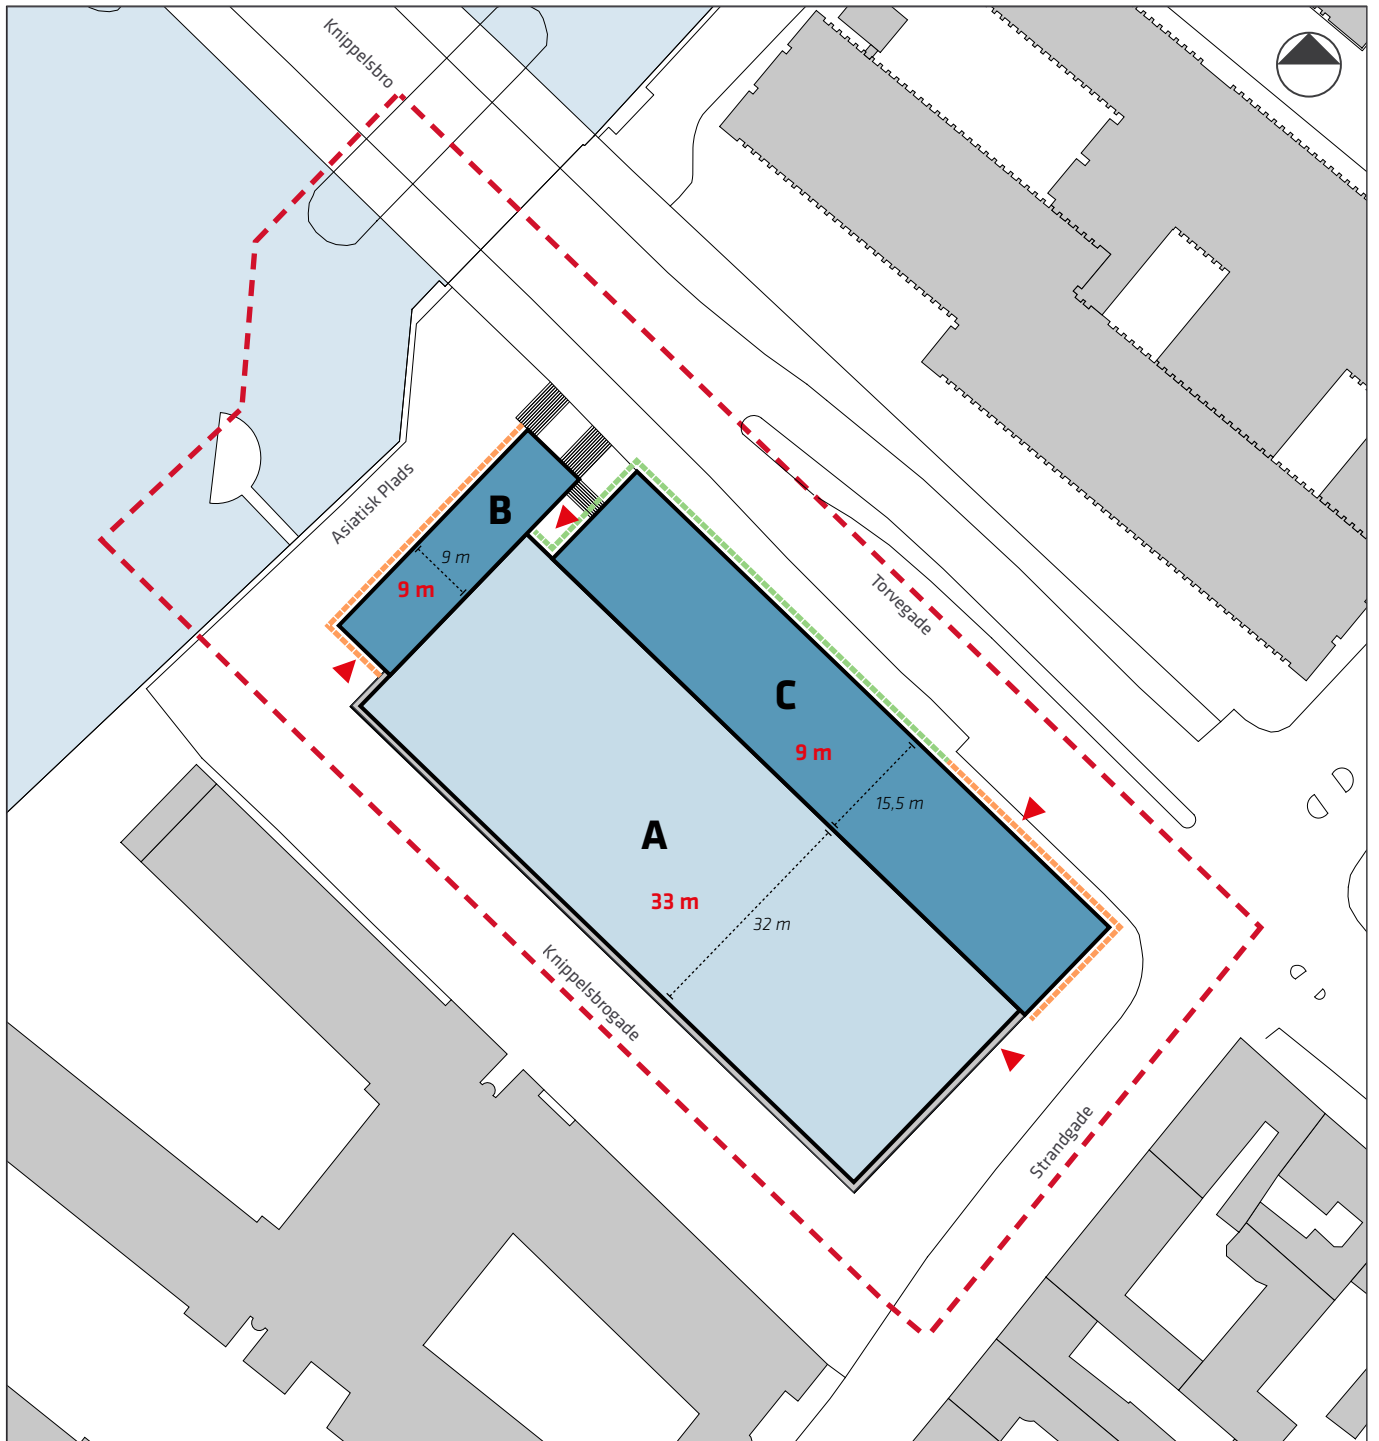 Knippelsbro
Asiatisk Plads
B
9 m
9 m
Torvegade
C
9 m
15,5 m
A
33 m
32 m
Knippelsbrogade
Strandgade